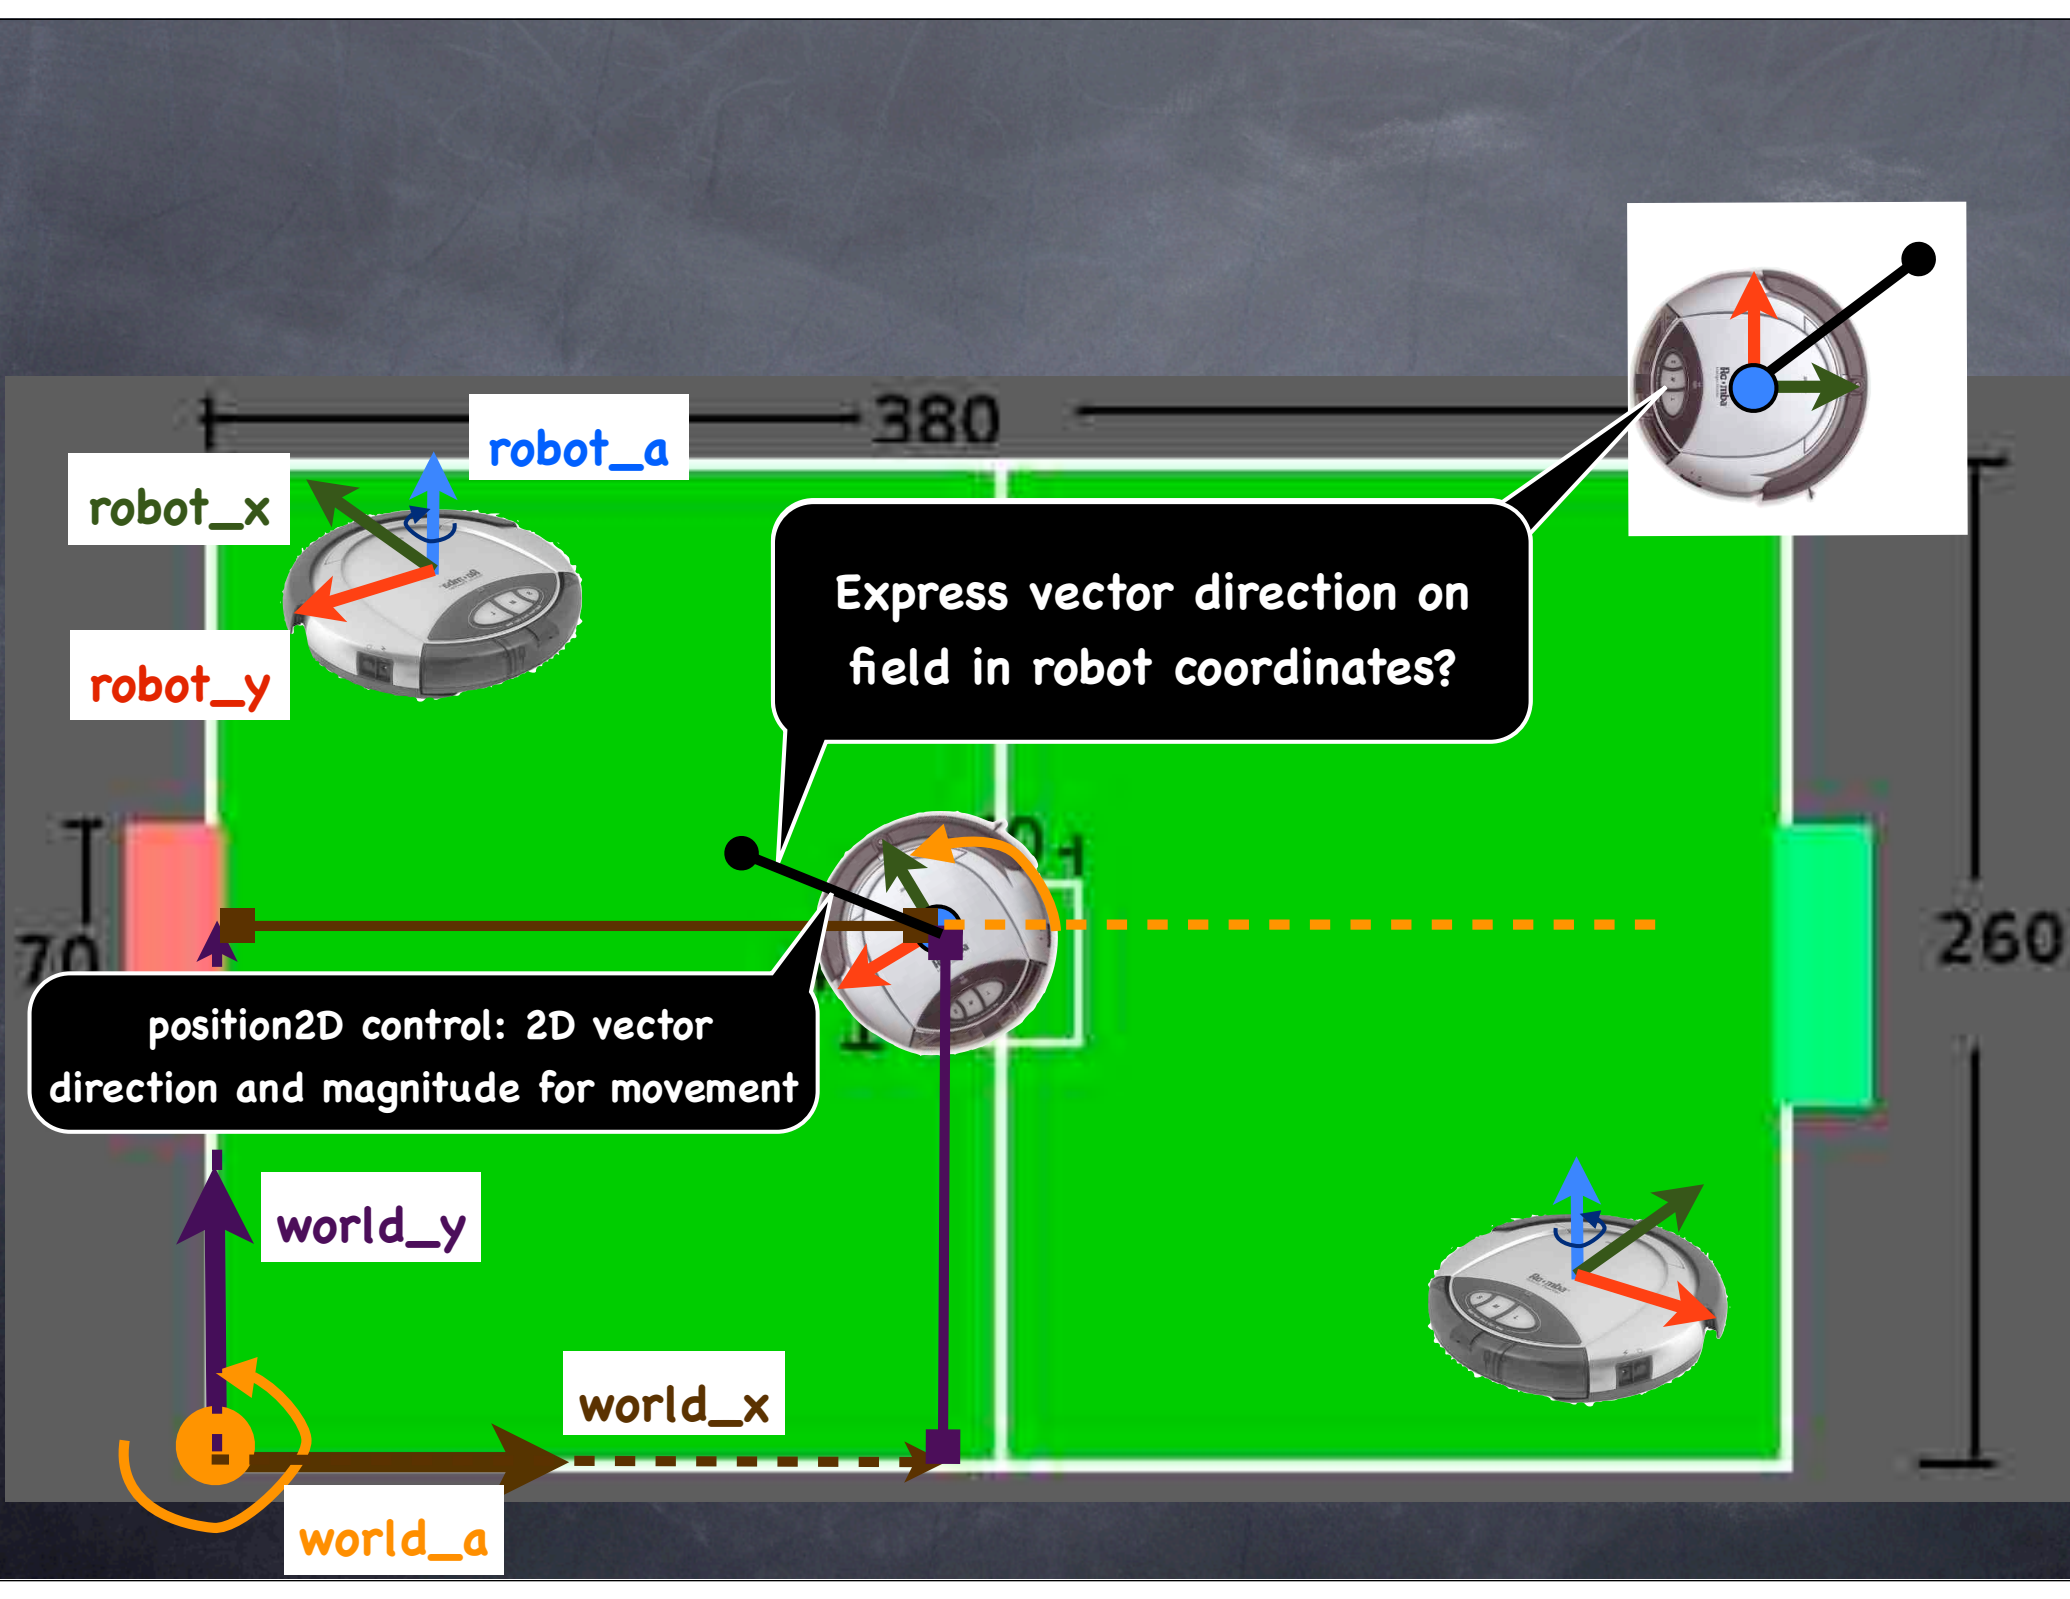 380
robot_a
robot_x
robot_y
Express vector direction on
field in robot coordinates?
70
260
position2D control: 2D vector
direction and magnitude for movement
world_y
world_x
world_a